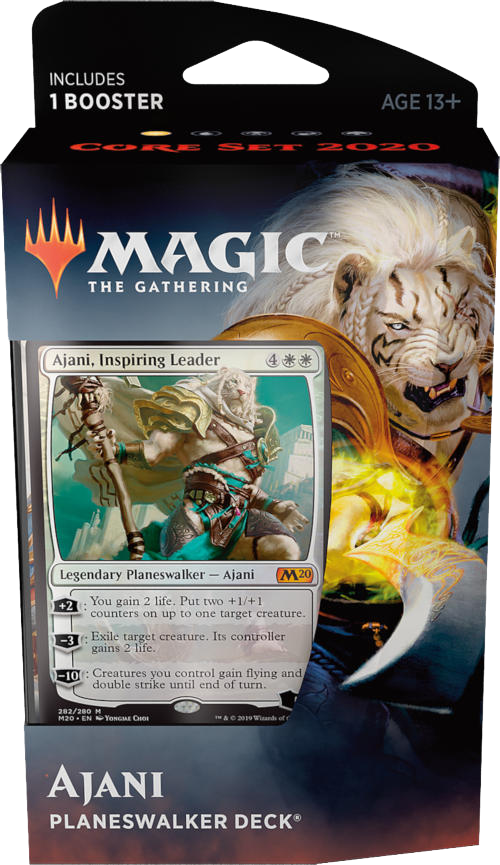 INCLUDES
1 BOOSTER
AGE 13+
CORE SET 2020
MAGIC™
THE GATHERING
Ajani, Inspiring Leader 4
Legendary Planeswalker — Ajani M20
+2: You gain 2 life. Put two +1/+1
counters on up to one target creature.
−3: Exile target creature. Its controller
gains 2 life.
−10: Creatures you control gain flying and
double strike until end of turn.
282/280 M
M20 • EN YONGJAE CHOI ™ & © 2019 Wizards of
AJANI
PLANESWALKER DECK®